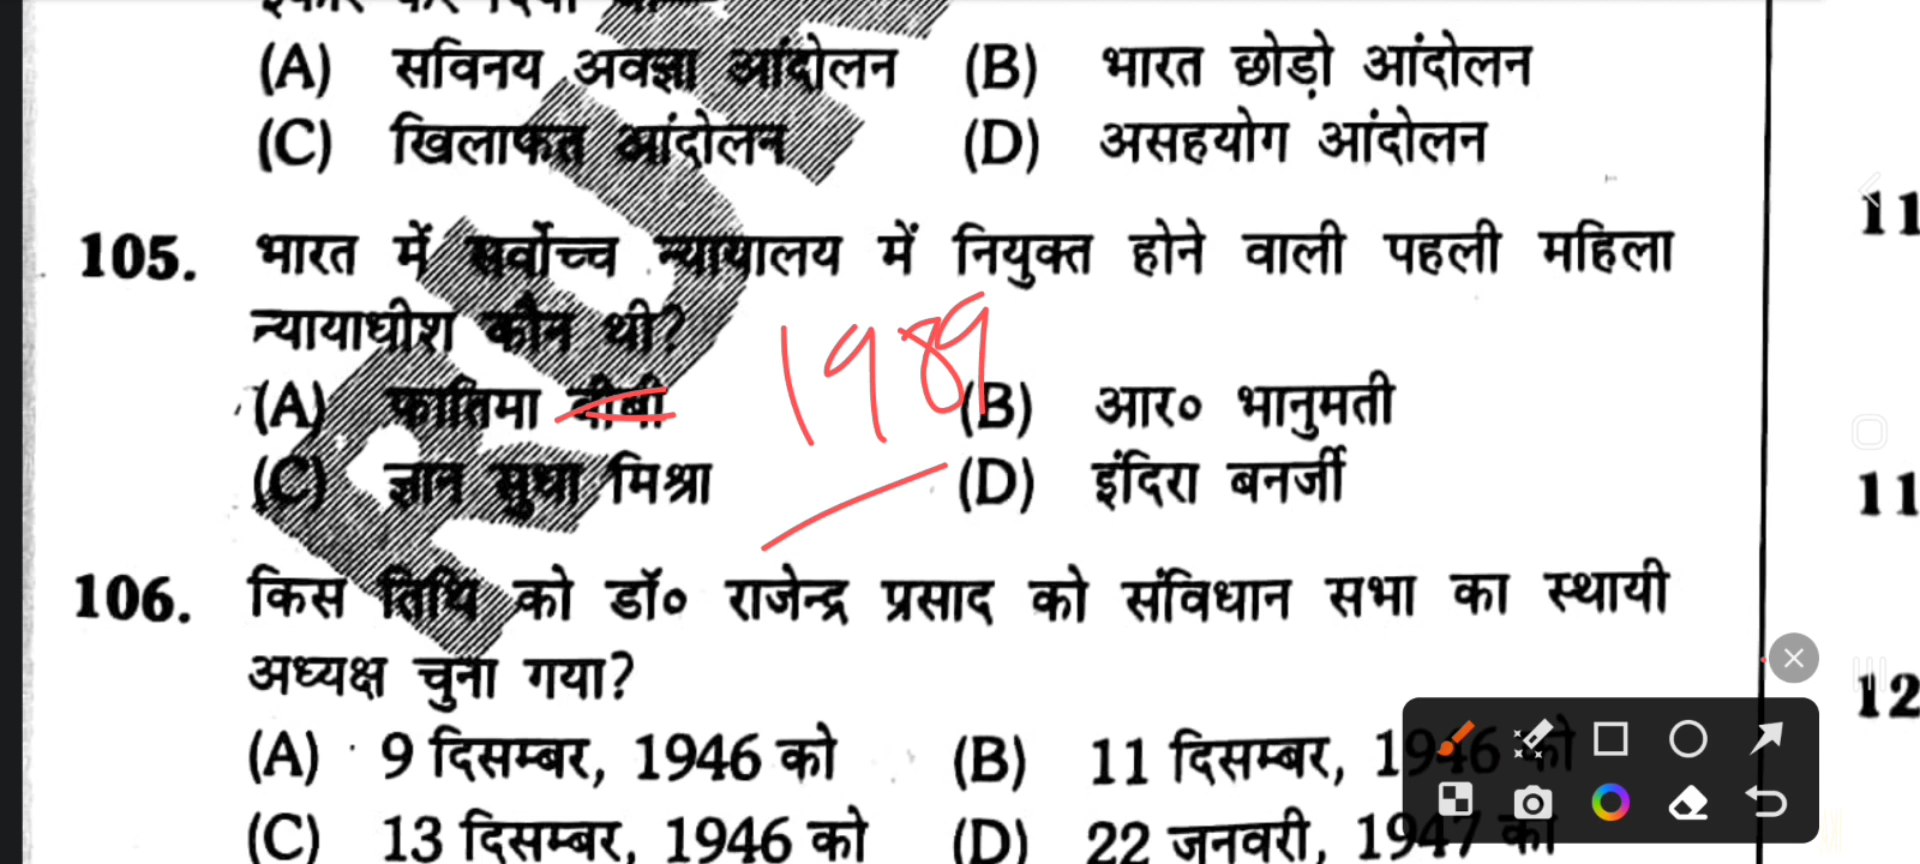 (A) सविनय अवज्ञा आंदोलन (B) भारत छोड़ो आंदोलन
(C) खिलाफत आंदोलन (D) असहयोग आंदोलन
105. भारत में सर्वोच्च न्यायालय में नियुक्त होने वाली पहली महिला
न्यायाधीश कौन थी?
1989
(A) फातिमा बीबी (B) आर० भानुमती
(C) ज्ञान सुधा मिश्रा (D) इंदिरा बनर्जी
106. किस तिथि को डॉ० राजेन्द्र प्रसाद को संविधान सभा का स्थायी
अध्यक्ष चुना गया?
(A) 9 दिसम्बर, 1946 को (B) 11 दिसम्बर, 1946 को
(C) 13 दिसम्बर, 1946 को (D) 22 जनवरी, 1947 को
11
11
12